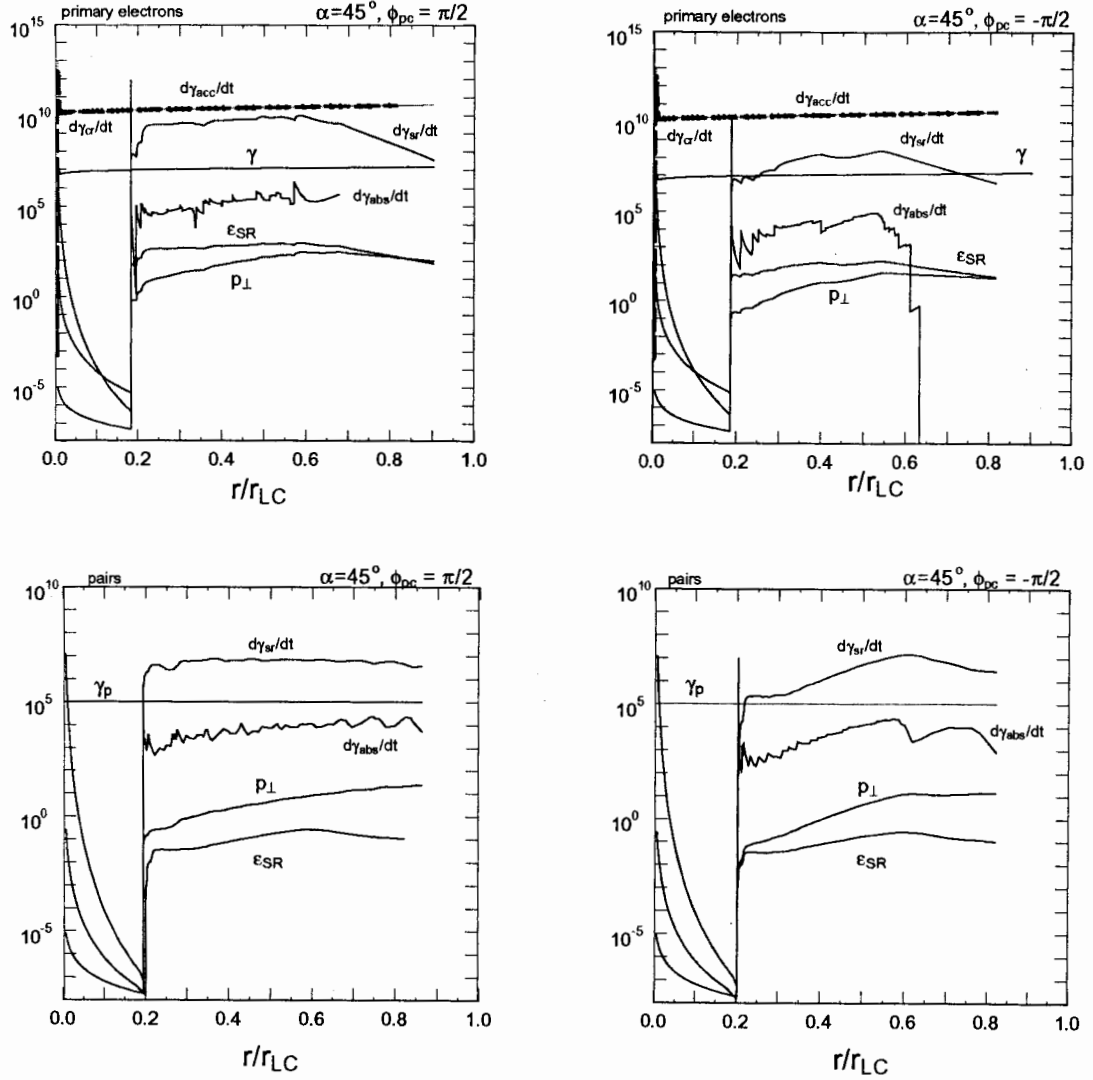 primary electrons
α=45°, ϕpc = π/2
10^15
10^10
10^5
10^0
10^-5
dγacc/dt
dγcr/dt
dγsr/dt
γ
dγabs/dt
εSR
p⊥
0.0 0.2 0.4 0.6 0.8 1.0
r/rLC
primary electrons
α=45°, ϕpc = -π/2
10^15
10^10
10^5
10^0
10^-5
dγacc/dt
dγcr/dt
dγsr/dt
γ
dγabs/dt
εSR
p⊥
0.0 0.2 0.4 0.6 0.8 1.0
r/rLC
pairs
α=45°, ϕpc = π/2
10^10
10^5
10^0
10^-5
dγsr/dt
γp
dγabs/dt
p⊥
εSR
0.0 0.2 0.4 0.6 0.8 1.0
r/rLC
pairs
α=45°, ϕpc = -π/2
10^10
10^5
10^0
10^-5
dγsr/dt
γp
dγabs/dt
p⊥
εSR
0.0 0.2 0.4 0.6 0.8 1.0
r/rLC